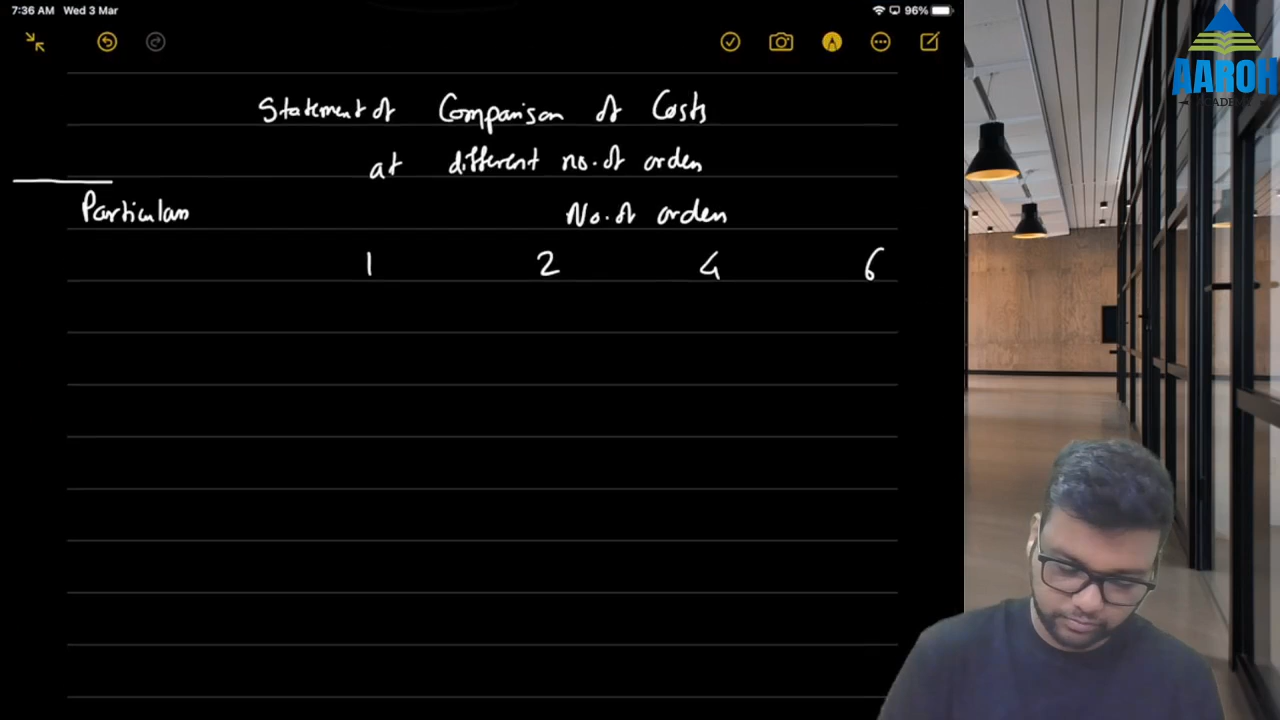 7:36 AM Wed 3 Mar
96%
AAROH
ACADEMY
Statement of Comparison of Costs
at different no. of orders
Particulars No. of orders
1 2 4 6